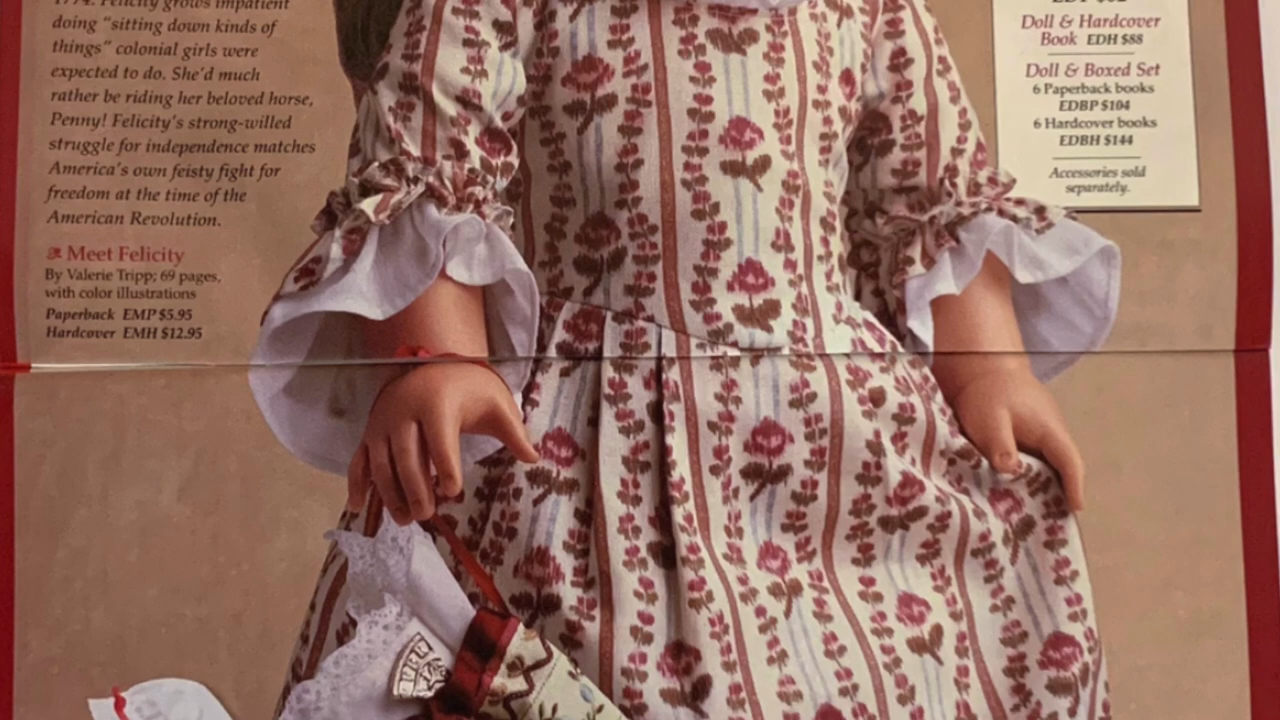 1774. Felicity grows impatient
doing “sitting down kinds of
things” colonial girls were
expected to do. She’d much
rather be riding her beloved horse,
Penny! Felicity’s strong-willed
struggle for independence matches
America’s own feisty fight for
freedom at the time of the
American Revolution.
Meet Felicity
By Valerie Tripp; 69 pages,
with color illustrations
Paperback EMP $5.95
Hardcover EMH $12.95
EDP $82
Doll & Hardcover
Book EDH $88
Doll & Boxed Set
6 Paperback books
EDBP $104
6 Hardcover books
EDBH $144
Accessories sold
separately.